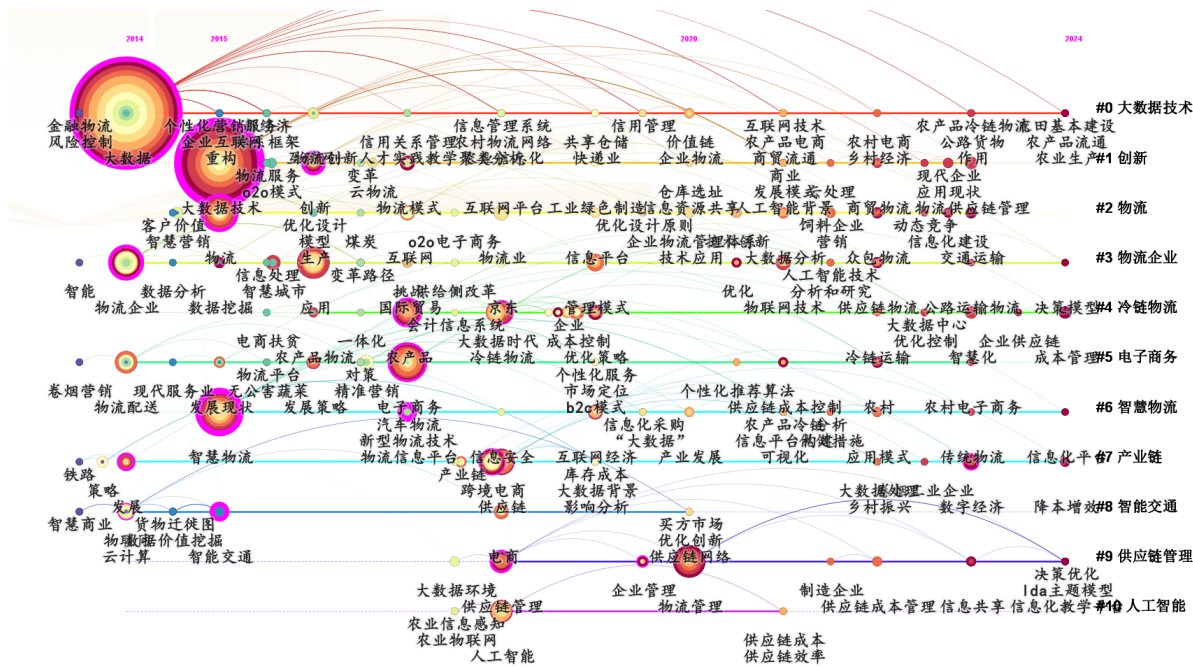 2014 2015 2020 2024
#0 大数据技术
金融物流 个性化营销服务 信息管理系统 信用管理 互联网技术 农产品冷链物流
风险控制 企业互联网 框架 信用关系管理 农村物流网络 共享仓储 价值链 农产品电商 农村电商 公路货物 农产品流通
大数据 重构 物流创新 人才实践教学 快递业 企业物流 商贸流通 乡村经济 作用 农业生产 #1 创新
物流服务 变革 商业 现代企业
o2o模式 云物流 仓库选址 发展模式 云处理 应用现状
大数据技术 创新 物流模式 互联网平台 工业绿色制造 信息资源共享 人工智能背景 商贸物流 物流供应链管理 #2 物流
客户价值 优化设计 优化设计原则 饲料企业 动态竞争
智慧营销 模型 煤炭 o2o电子商务 企业物流管理 营销 信息化建设
物流 生产 互联网 物流业 信息平台 技术应用 大数据分析 众包物流 交通运输 #3 物流企业
信息处理 变革路径 人工智能技术
智能 数据分析 智慧城市 挑战 供给侧改革 优化 分析和研究
物流企业 数据挖掘 应用 国际贸易 京东 管理模式 物联网技术 供应链物流 公路运输物流 决策模型 #4 冷链物流
会计信息系统 企业 大数据中心
电商扶贫 一体化 大数据时代 成本控制 优化控制 企业供应链
农产品物流 农产品 冷链物流 优化策略 冷链运输 智慧化 成本管理 #5 电子商务
物流平台 对策 个性化服务
卷烟营销 现代服务业 无公害蔬菜 精准营销 市场定位 个性化推荐算法
物流配送 发展现状 发展策略 电子商务 b2c模式 供应链成本控制 农村 农村电子商务 #6 智慧物流
汽车物流 信息化采购 农产品冷链
新型物流技术 “大数据” 信息平台构建
智慧物流 物流信息平台 信息安全 互联网经济 产业发展 可视化 应用模式 传统物流 信息化平台 #7 产业链
铁路 产业链 库存成本
策略 跨境电商 大数据背景 大数据处理 工业企业
发展 供应链 影响分析 乡村振兴 数字经济 降本增效 #8 智能交通
智慧商业 货物迁徙图 买方市场
物联网 数据价值挖掘 优化创新
云计算 智能交通 电商 供应链网络 #9 供应链管理
决策优化
大数据环境 企业管理 制造企业 lda主题模型
供应链管理 物流管理 供应链成本管理 信息共享 信息化教学 #10 人工智能
农业信息感知
农业物联网 供应链成本
人工智能 供应链效率